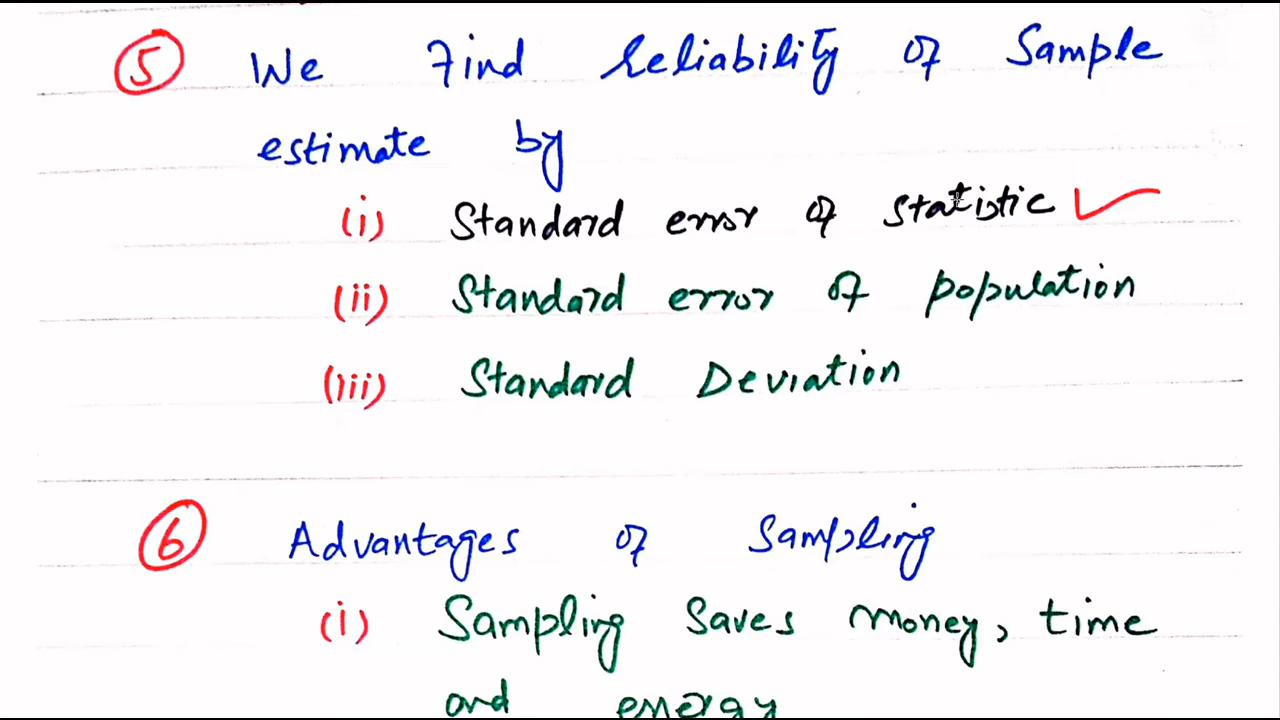 5 We Find reliability of Sample
estimate by
(i) Standard error of Statistic
(ii) Standard error of population
(iii) Standard Deviation
6 Advantages of Sampling
(i) Sampling Saves money, time
and energy